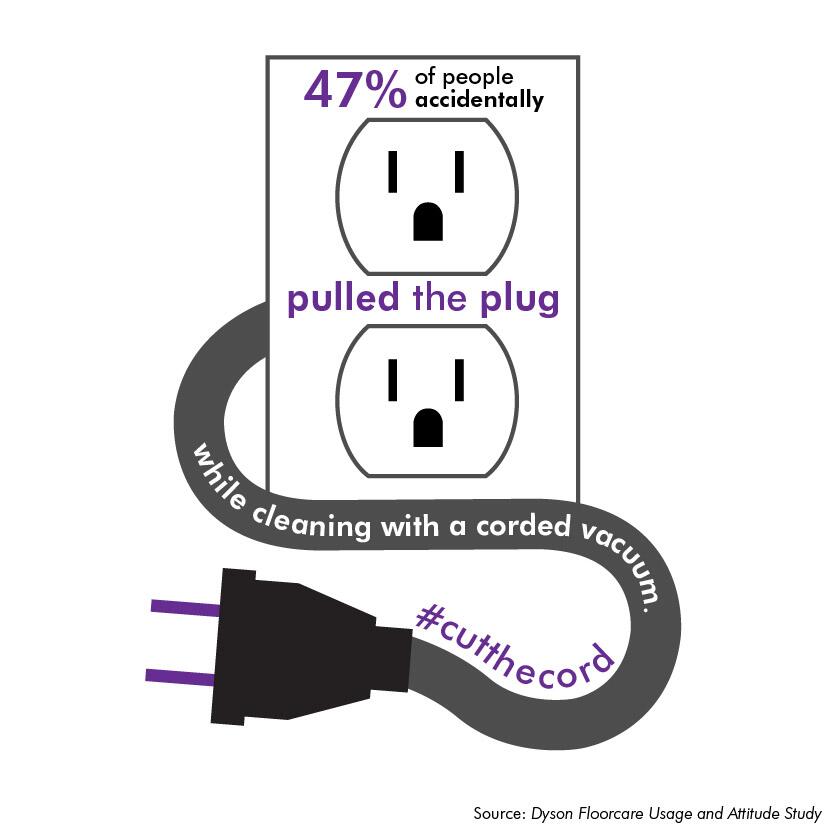 47% of people
accidentally
pulled the plug
while cleaning with a corded vacuum.
#cutthecord
Source: Dyson Floorcare Usage and Attitude Study